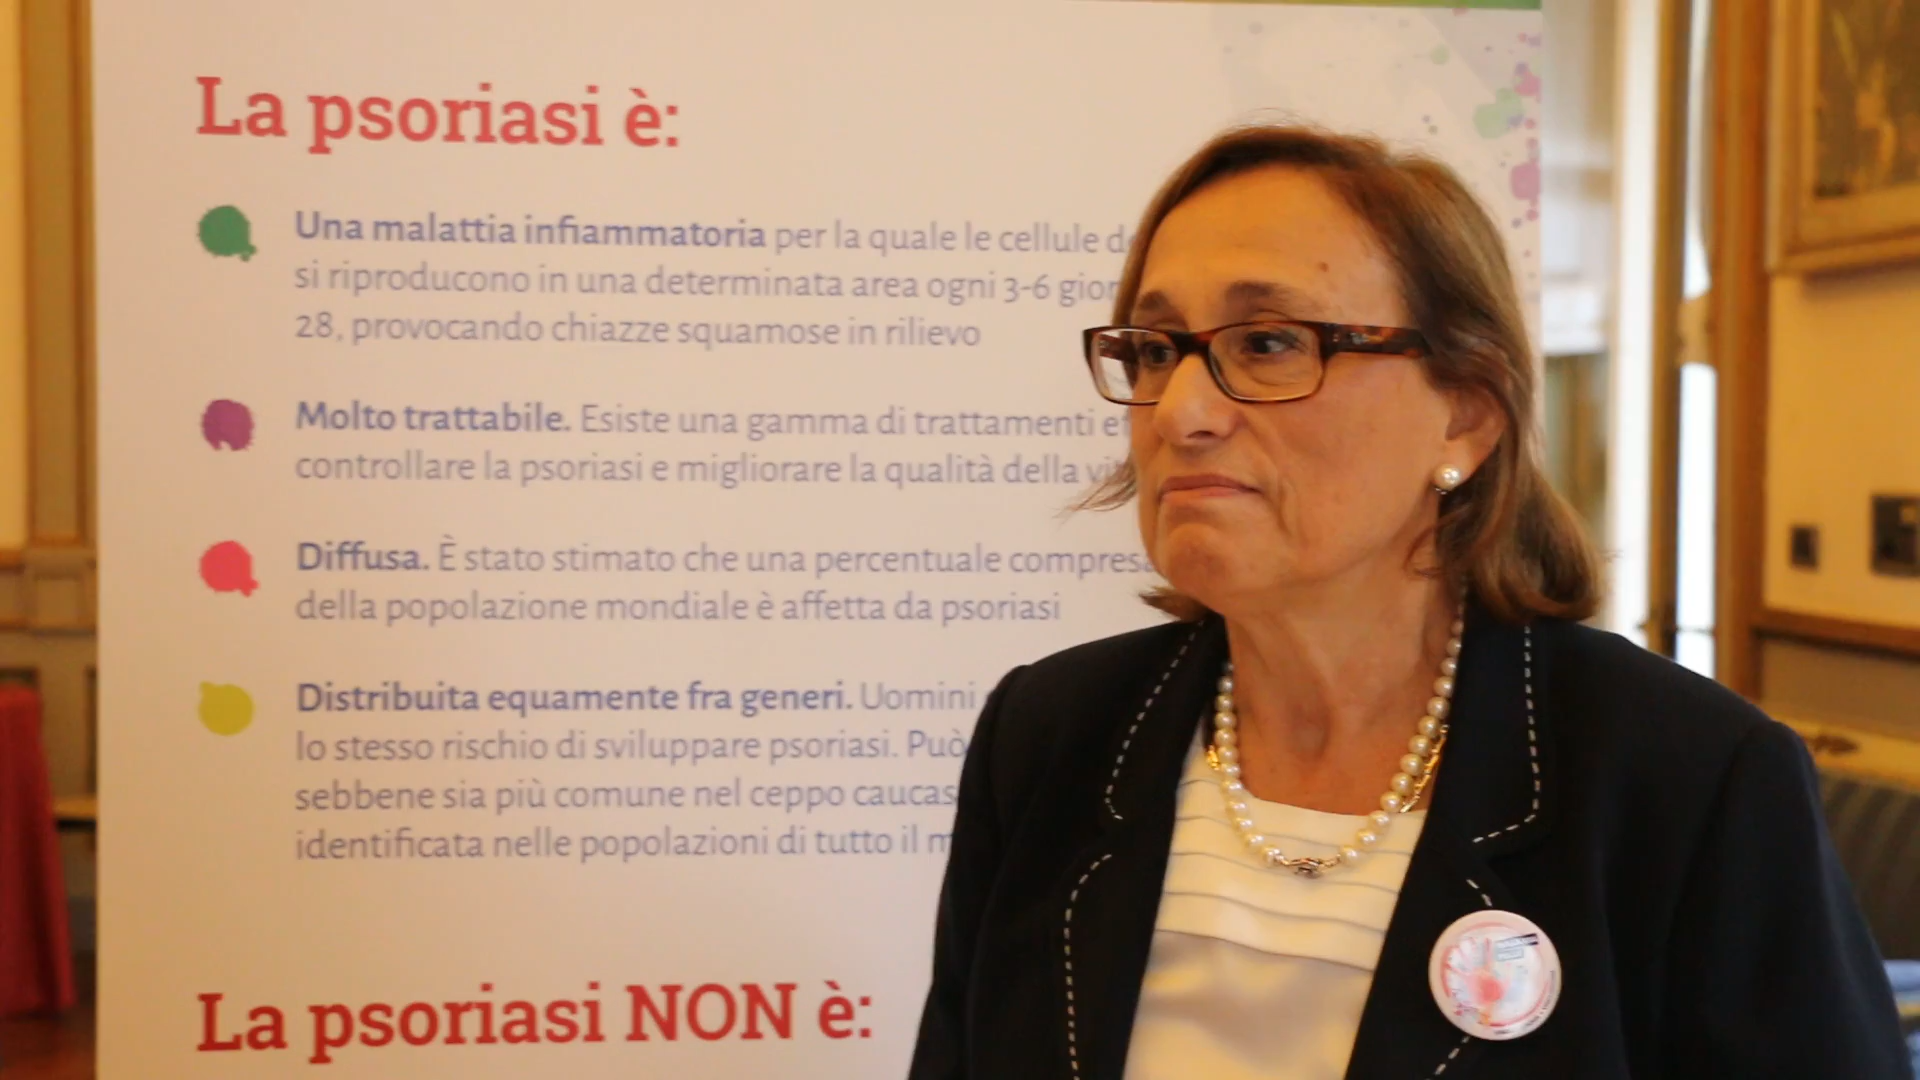 La psoriasi è:
Una malattia infiammatoria per la quale le cellule
si riproducono in una determinata area ogni 3-6
28, provocando chiazze squamose in rilievo
Molto trattabile. Esiste una gamma di trattamenti
controllare la psoriasi e migliorare la qualità della
Diffusa. È stato stimato che una percentuale
della popolazione mondiale è affetta da psoriasi
Distribuita equamente fra generi. Uomini
lo stesso rischio di sviluppare psoriasi. Può
sebbene sia più comune nel ceppo
identificata nelle popolazioni di tutto il
La psoriasi NON è: